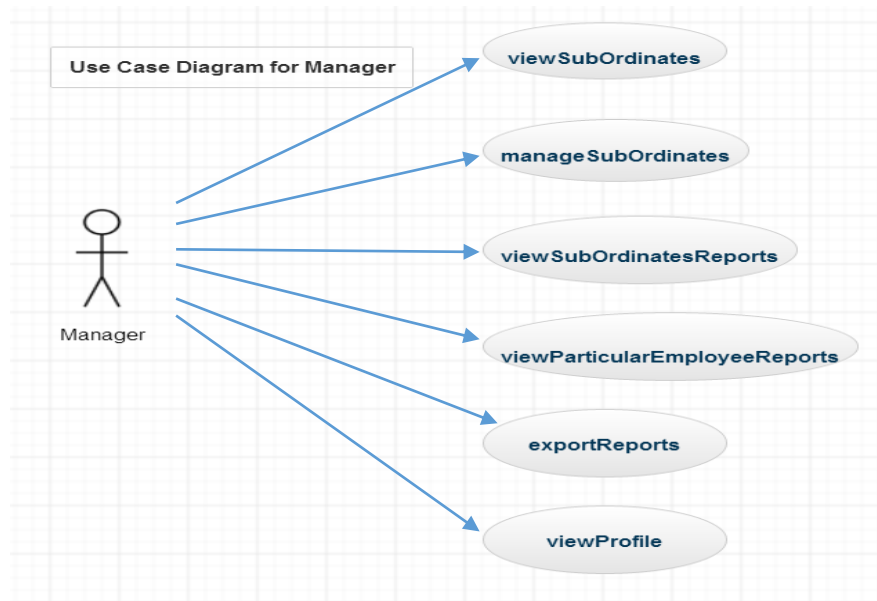 Use Case Diagram for Manager
viewSubOrdinates
manageSubOrdinates
viewSubOrdinatesReports
Manager
viewParticularEmployeeReports
exportReports
viewProfile